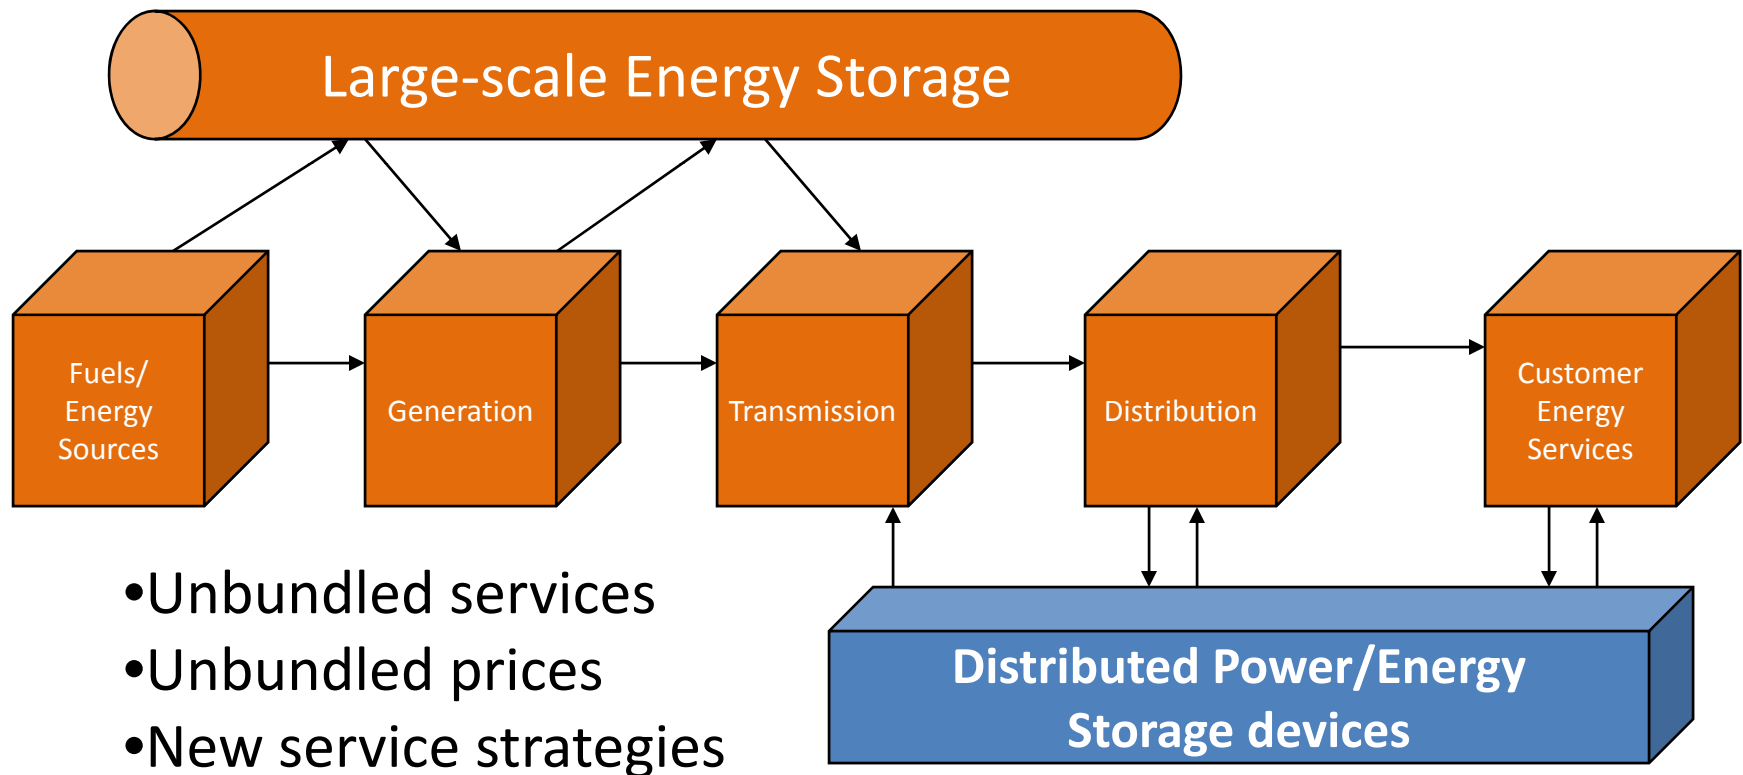 Large-scale Energy Storage
Fuels/
Energy
Sources
Generation
Transmission
Distribution
Customer
Energy
Services
•Unbundled services
•Unbundled prices
•New service strategies
Distributed Power/Energy
Storage devices